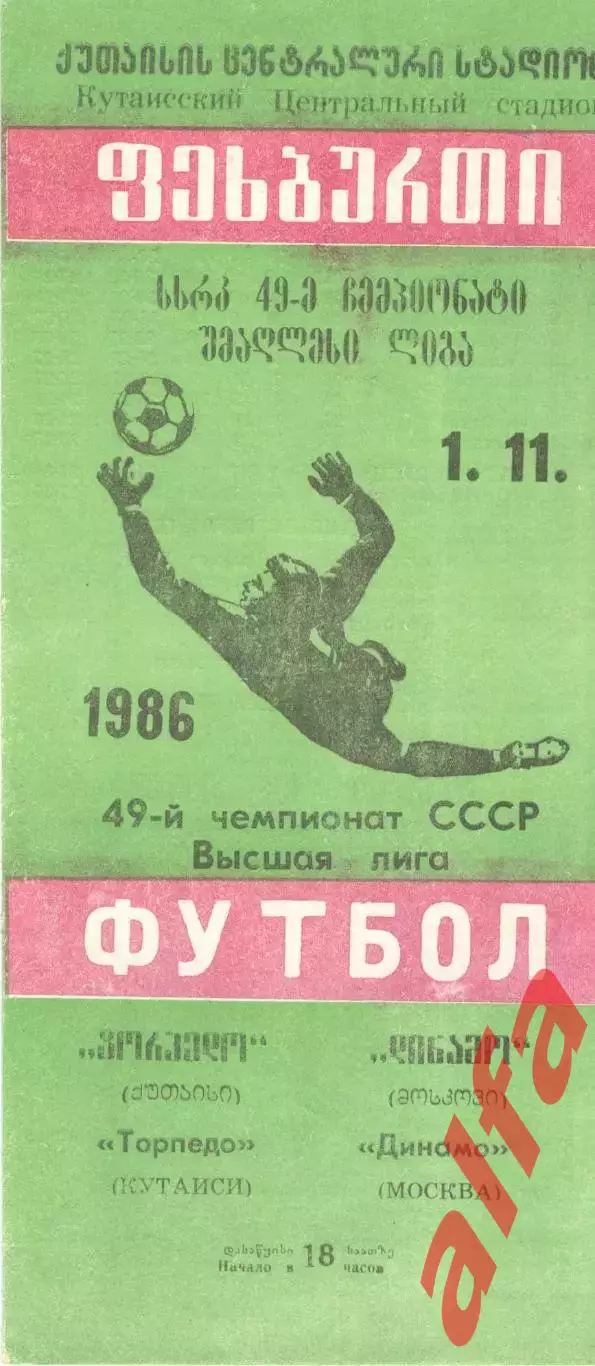 ქუთაისის ცენტრალური სტადიო
Кутаисский Центральный стадион
ფეხბურთი
სსრკ 49-ე ჩემპიონატი
უმაღლესი ლიგა
1. 11.
1986
49-й чемпионат СССР
Высшая лига
ФУТБОЛ
„ტორპედო“ „დინამო“
(ქუთაისი) (მოსკოვი)
«Торпедо» «Динамо»
(КУТАИСИ) (МОСКВА)
დასაწყისი 18 საათზე
Начало в часов
alfa